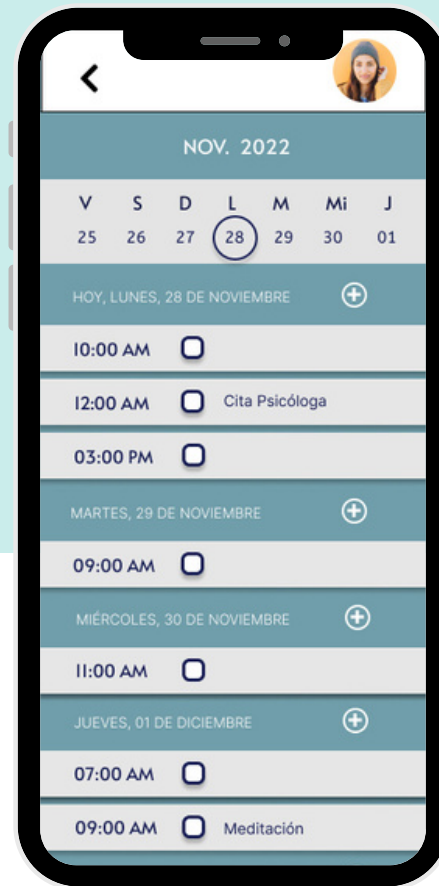 NOV. 2022
V S D L M Mi J
25 26 27 28 29 30 01
HOY, LUNES, 28 DE NOVIEMBRE
10:00 AM
12:00 AM Cita Psicóloga
03:00 PM
MARTES, 29 DE NOVIEMBRE
09:00 AM
MIÉRCOLES, 30 DE NOVIEMBRE
11:00 AM
JUEVES, 01 DE DICIEMBRE
07:00 AM
09:00 AM Meditación